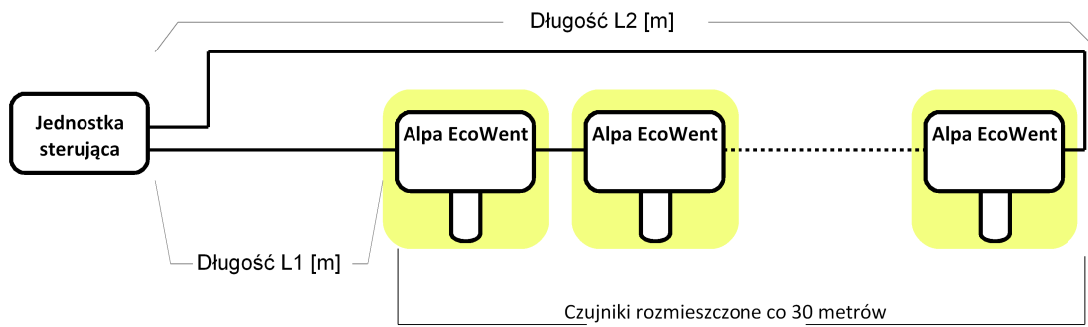 Długość L2 [m]
Jednostka
sterująca
Alpa EcoWent
Alpa EcoWent
Alpa EcoWent
Długość L1 [m]
Czujniki rozmieszczone co 30 metrów